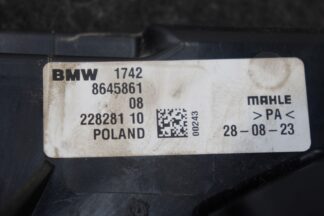 BMW 1742
8645861
08
228281 10
POLAND
00243
MAHLE
>PA<
28-08-23